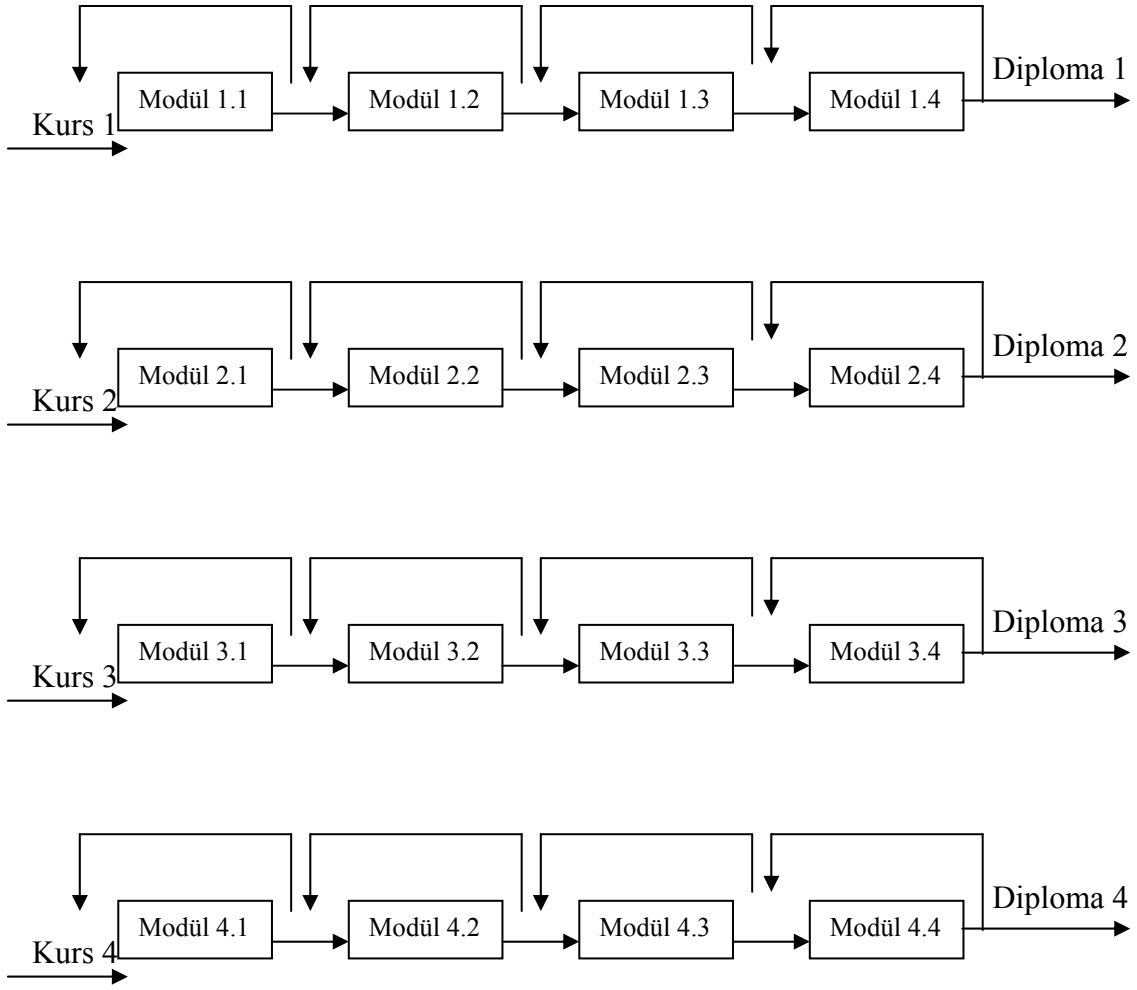 Diploma 1
Modül 1.1 Modül 1.2 Modül 1.3 Modül 1.4
Kurs 1
Diploma 2
Modül 2.1 Modül 2.2 Modül 2.3 Modül 2.4
Kurs 2
Diploma 3
Modül 3.1 Modül 3.2 Modül 3.3 Modül 3.4
Kurs 3
Diploma 4
Modül 4.1 Modül 4.2 Modül 4.3 Modül 4.4
Kurs 4